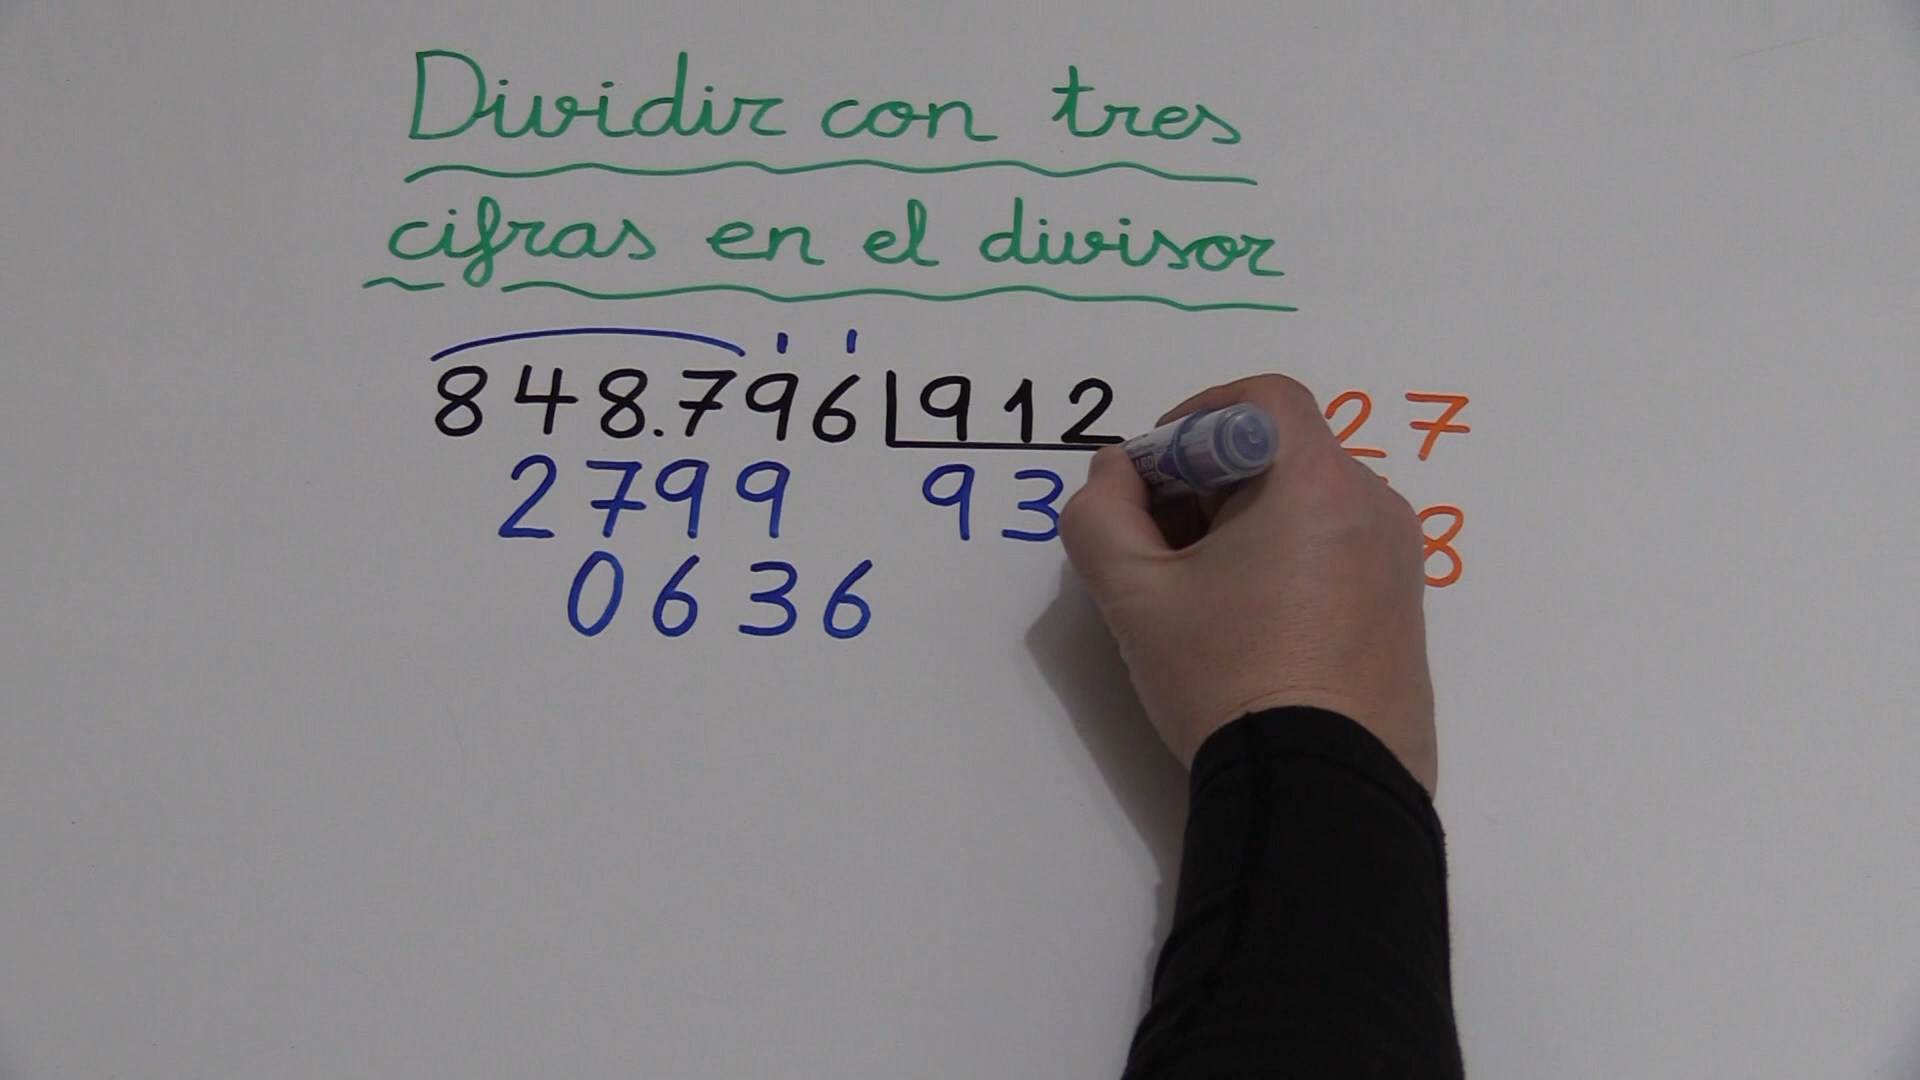 Dividir con tres
cifras en el divisor
848.796 912 27
2799 93 8
0636